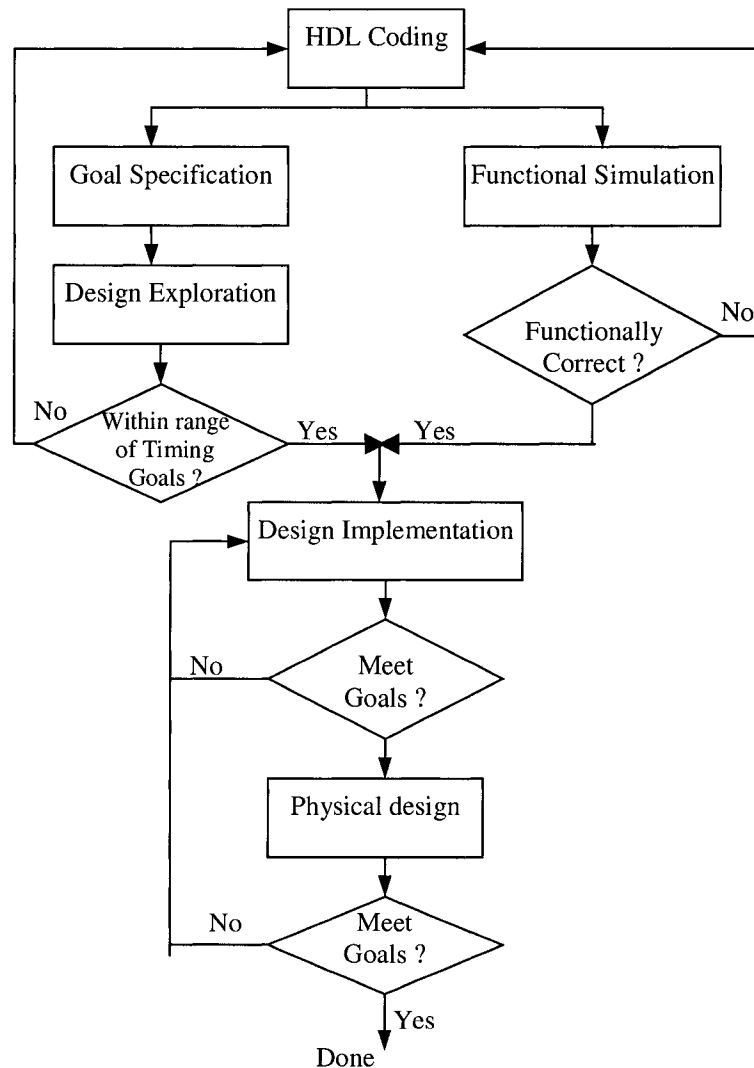 HDL Coding
Goal Specification
Functional Simulation
Design Exploration
No
Functionally
Correct ?
No
Within range
of Timing
Goals ?
Yes
Yes
Design Implementation
No
Meet
Goals ?
Physical design
No
Meet
Goals ?
Yes
Done